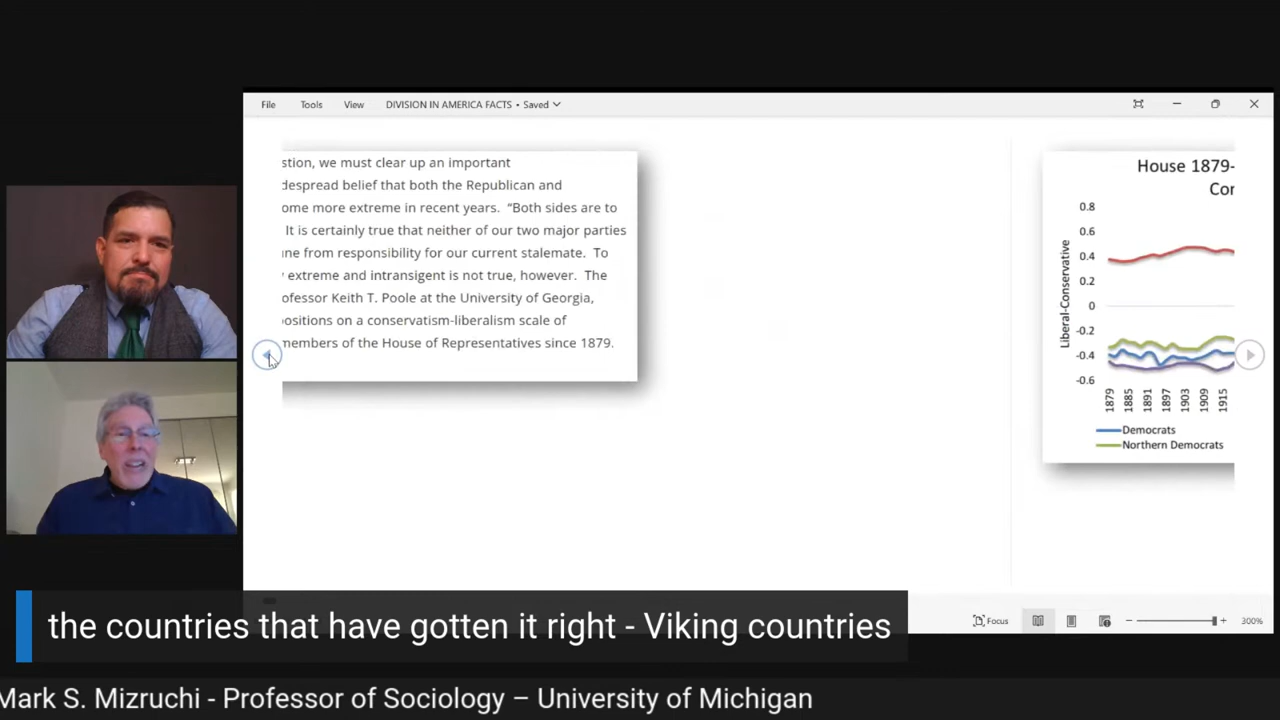 File Tools View DIVISION IN AMERICA FACTS • Saved
stion, we must clear up an important
despread belief that both the Republican and
ome more extreme in recent years. “Both sides are to
It is certainly true that neither of our two major parties
ne from responsibility for our current stalemate. To
extreme and intransigent is not true, however. The
ofessor Keith T. Poole at the University of Georgia,
ositions on a conservatism-liberalism scale of
members of the House of Representatives since 1879.
House 1879-
Cor
Liberal-Conservative
0.8
0.6
0.4
0.2
0
-0.2
-0.4
-0.6
1879 1885 1891 1897 1903 1909 1915
Democrats
Northern Democrats
Focus
300%
the countries that have gotten it right - Viking countries
Mark S. Mizruchi - Professor of Sociology – University of Michigan